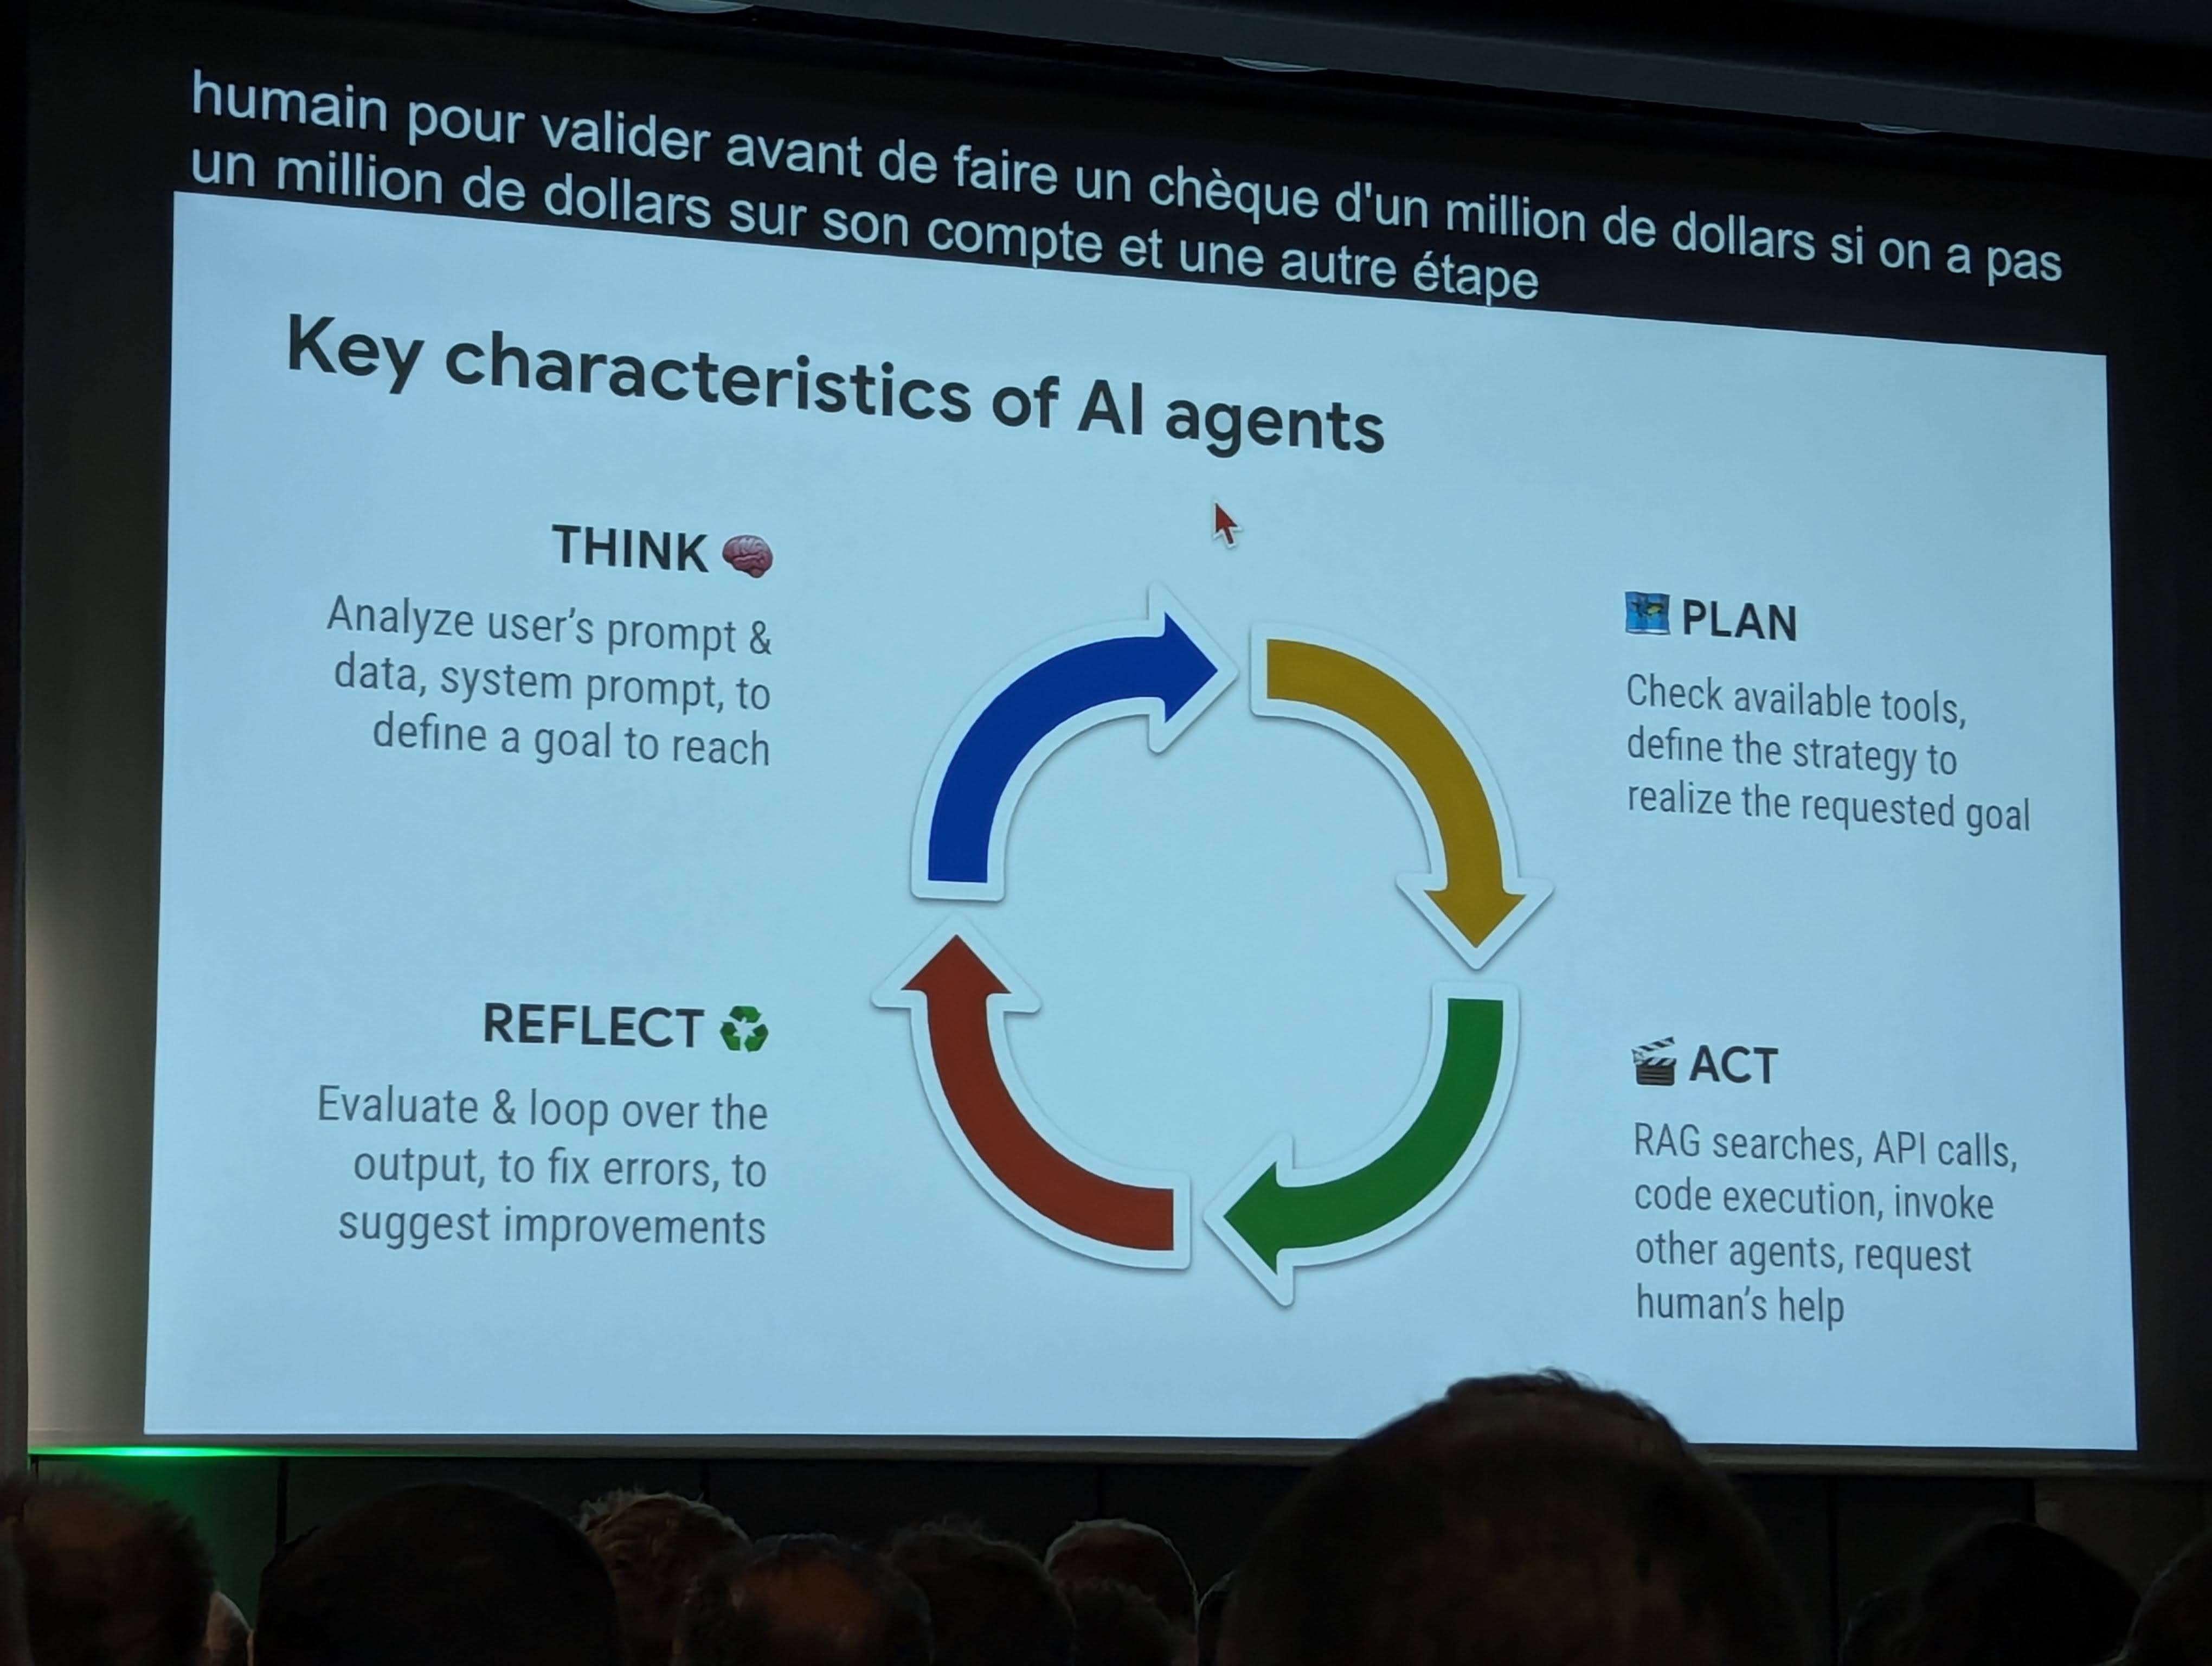 humain pour valider avant de faire un chèque d'un million de dollars si on a pas
un million de dollars sur son compte et une autre étape
Key characteristics of AI agents
THINK
Analyze user's prompt &
data, system prompt, to
define a goal to reach
PLAN
Check available tools,
define the strategy to
realize the requested goal
REFLECT
Evaluate & loop over the
output, to fix errors, to
suggest improvements
ACT
RAG searches, API calls,
code execution, invoke
other agents, request
human's help